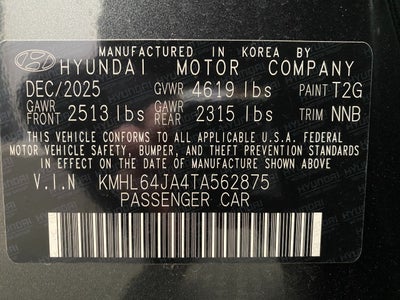 MANUFACTURED IN KOREA BY
HYUNDAI MOTOR COMPANY
DEC/2025 GVWR 4619 lbs PAINT T2G
GAWR FRONT 2513 lbs GAWR REAR 2315 lbs TRIM NNB
THIS VEHICLE CONFORMS TO ALL APPLICABLE U.S.A. FEDERAL
MOTOR VEHICLE SAFETY, BUMPER, AND THEFT PREVENTION STANDARDS
IN EFFECT ON THE DATE OF MANUFACTURE SHOWN ABOVE.
V.I.N KMHL64JA4TA562875
PASSENGER CAR